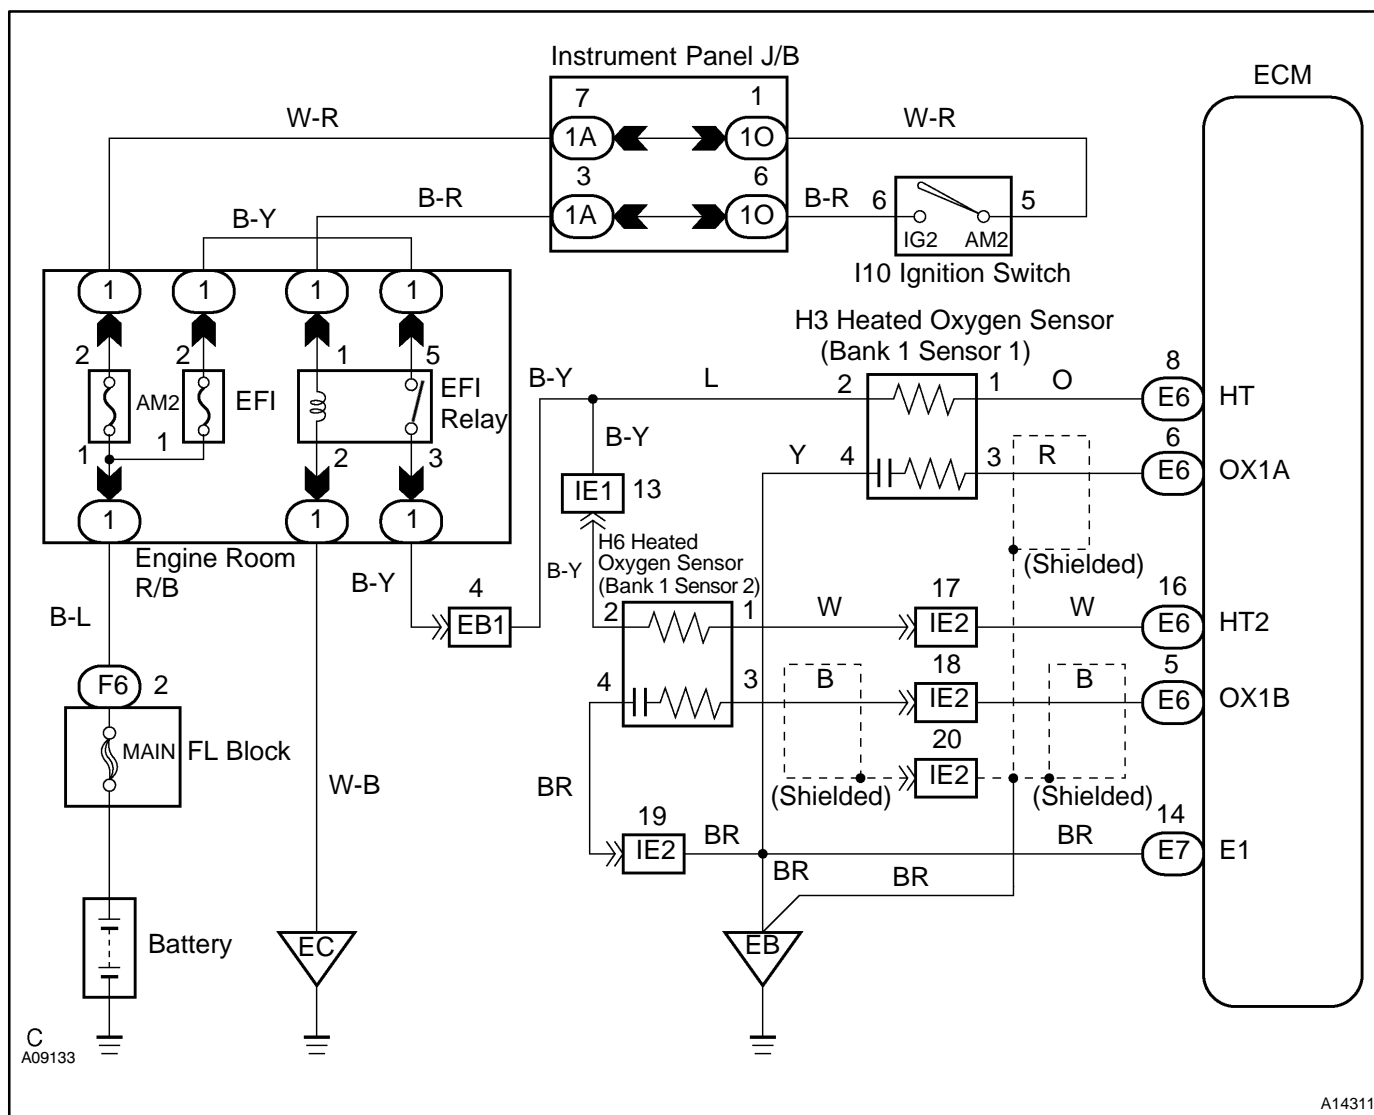 Instrument Panel J/B
ECM
7 1
W-R 1A 1O W-R
3 6
B-R 1A 1O B-R 6 5
B-Y
IG2 AM2
I10 Ignition Switch
1 1 1 1
H3 Heated Oxygen Sensor
(Bank 1 Sensor 1)
2 2 1 5
AM2 EFI EFI
Relay
B-Y L 2 1 O 8 E6 HT
1 1 2 3
B-Y
Y 4 3 R 6 E6 OX1A
IE1 13
1 1 1
Engine Room
R/B
H6 Heated
Oxygen Sensor
(Bank 1 Sensor 2)
B-Y
(Shielded)
B-L B-Y 4 EB1
2 1 W 17 IE2 W 16 E6 HT2
4 3 B 18 IE2 B 5 E6 OX1B
F6 2
MAIN FL Block
20 IE2
(Shielded) (Shielded)
W-B BR
19 IE2 BR BR 14 E7 E1
BR BR
Battery EC EB
C
A09133
A14311